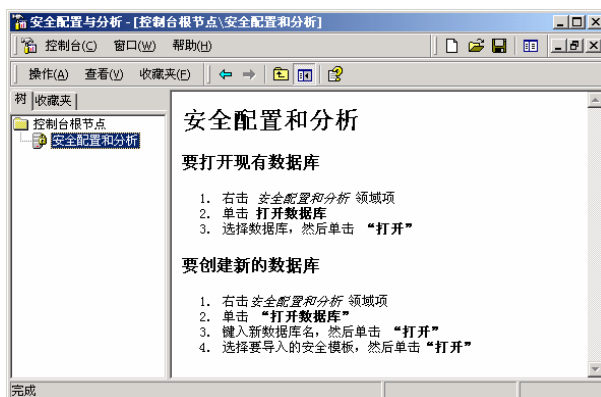 安全配置与分析 - [控制台根节点\安全配置和分析]
控制台(C) 窗口(W) 帮助(H)
操作(A) 查看(V) 收藏夹(F)
树 收藏夹
控制台根节点
安全配置和分析
安全配置和分析
要打开现有数据库
1. 右击 安全配置和分析 领域项
2. 单击 打开数据库
3. 选择数据库，然后单击 “打开”
要创建新的数据库
1. 右击安全配置和分析 领域项
2. 单击 “打开数据库”
3. 键入新数据库名，然后单击 “打开”
4. 选择要导入的安全模板，然后单击“打开”
完成